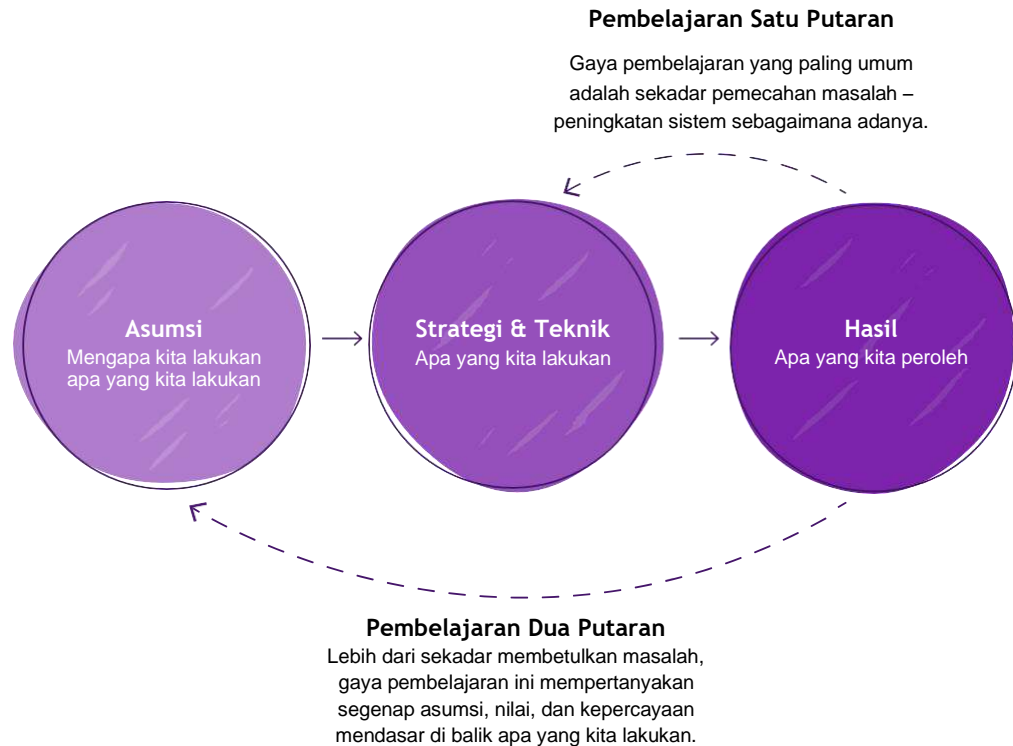 Pembelajaran Satu Putaran
Gaya pembelajaran yang paling umum
adalah sekadar pemecahan masalah –
peningkatan sistem sebagaimana adanya.
Asumsi
Mengapa kita lakukan
apa yang kita lakukan
Strategi & Teknik
Apa yang kita lakukan
Hasil
Apa yang kita peroleh
Pembelajaran Dua Putaran
Lebih dari sekadar membetulkan masalah,
gaya pembelajaran ini mempertanyakan
segenap asumsi, nilai, dan kepercayaan
mendasar di balik apa yang kita lakukan.